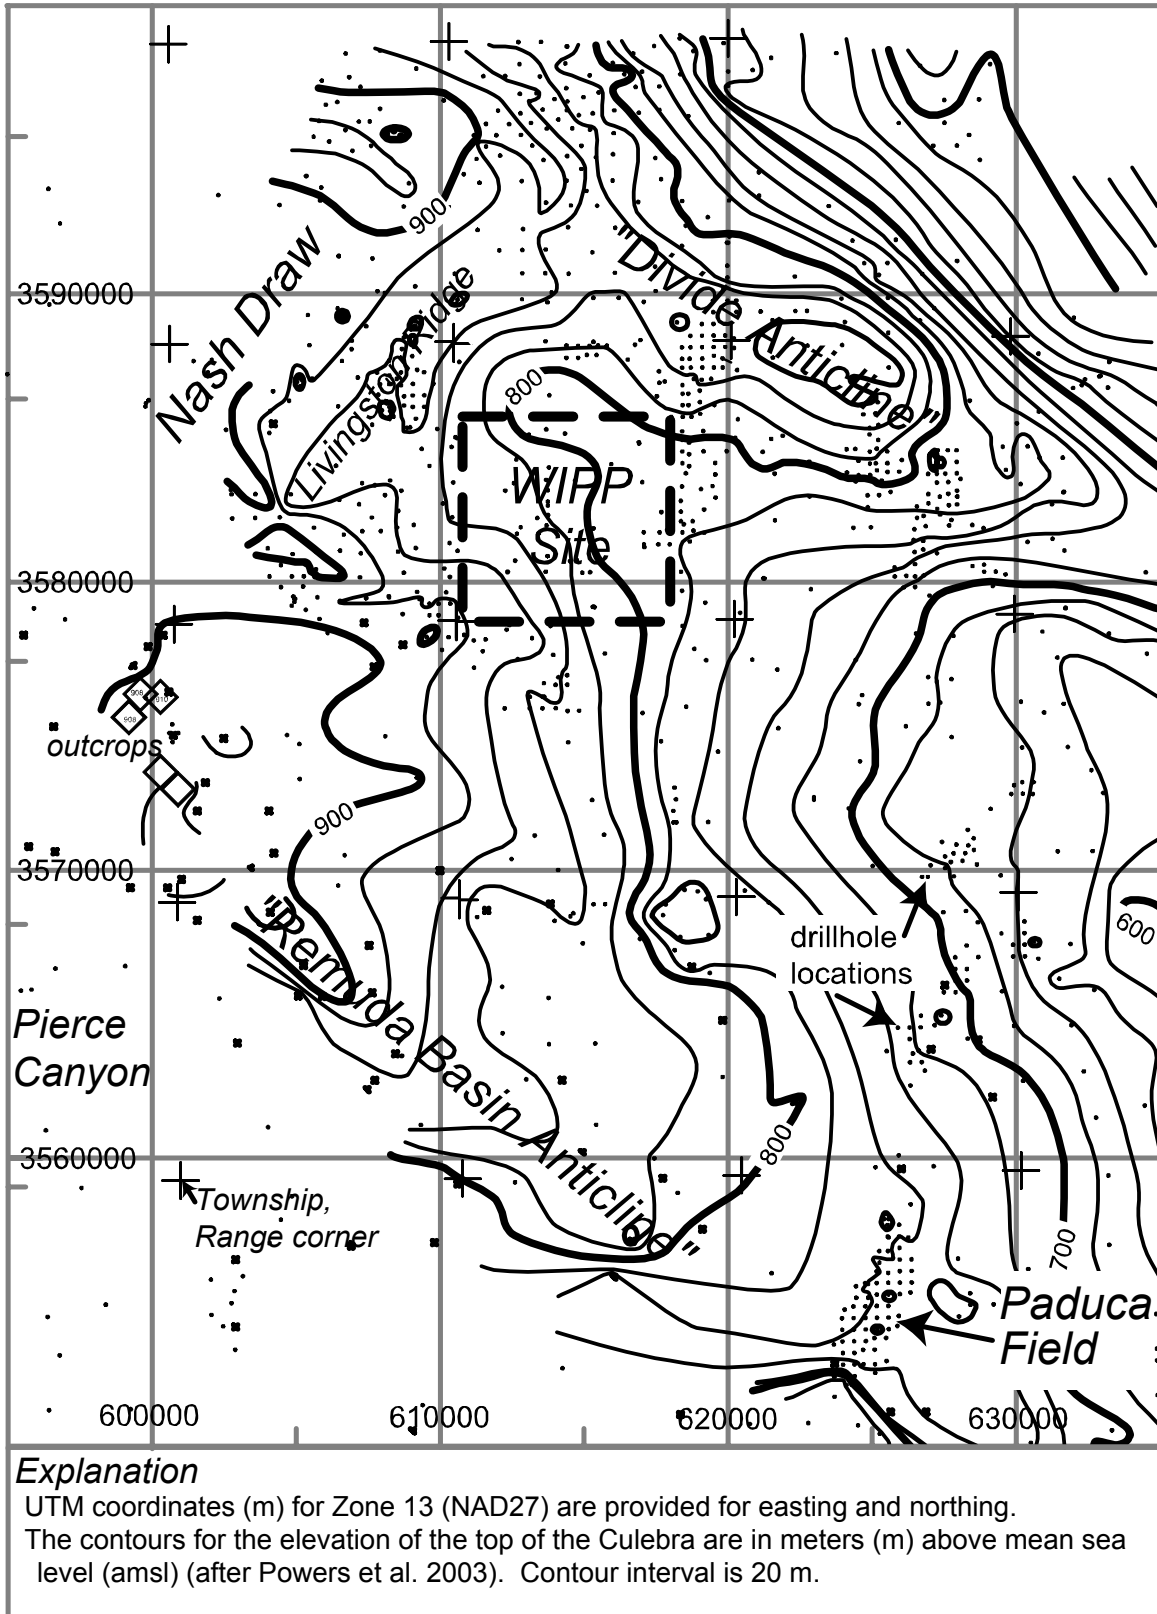 900
"Divide
Anticline"
3590000
Nash Draw
Livingston Ridge
800
WIPP
Site
3580000
908
910
908
outcrops
900
3570000
"Remuda Basin Anticline"
drillhole
locations
600
Pierce
Canyon
800
3560000
Township,
Range corner
700
Paduca
Field
600000
610000
620000
630000
Explanation
UTM coordinates (m) for Zone 13 (NAD27) are provided for easting and northing.
The contours for the elevation of the top of the Culebra are in meters (m) above mean sea
level (amsl) (after Powers et al. 2003).  Contour interval is 20 m.